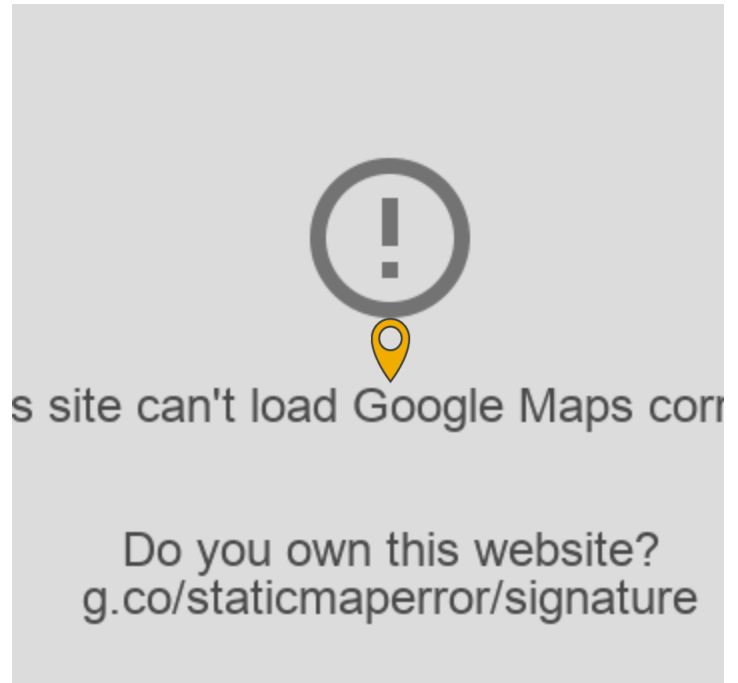 s site can't load Google Maps corr
Do you own this website?
g.co/staticmaperror/signature